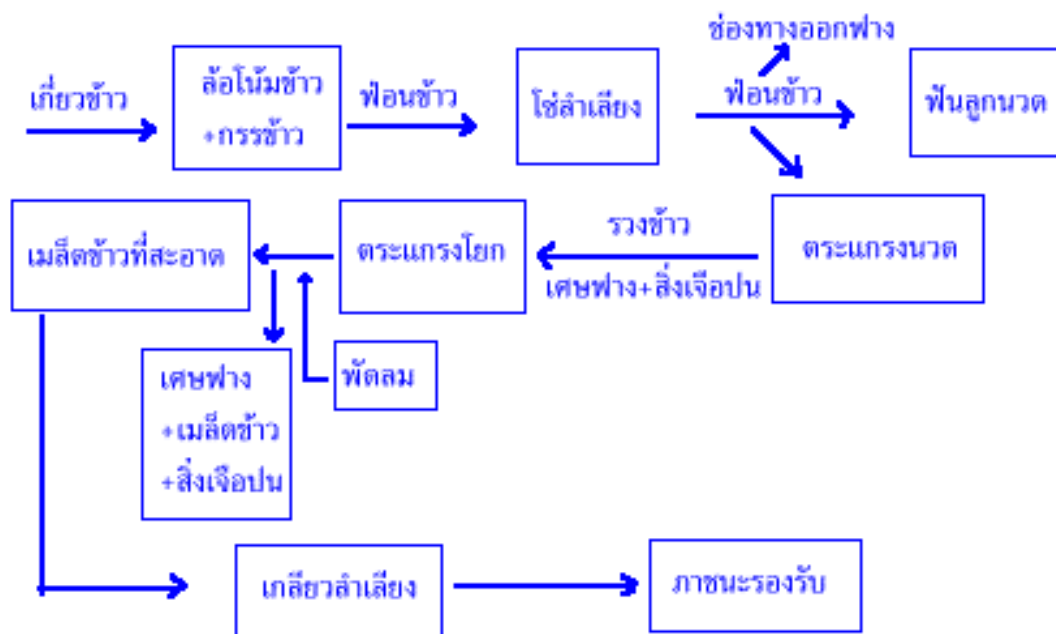 ช่องทางออกฟาง
เกี่ยวข้าว
ล้อโน้มข้าว
+กรรข้าว
ฟ่อนข้าว
โซ่ลำเลียง
ฟ่อนข้าว
ฟันลูกนวด
เมล็ดข้าวที่สะอาด
ตระแกรงโยก
รวงข้าว
เศษฟาง+สิ่งเจือปน
ตระแกรงนวด
เศษฟาง
+เมล็ดข้าว
+สิ่งเจือปน
พัดลม
เกลียวลำเลียง
ภาชนะรองรับ